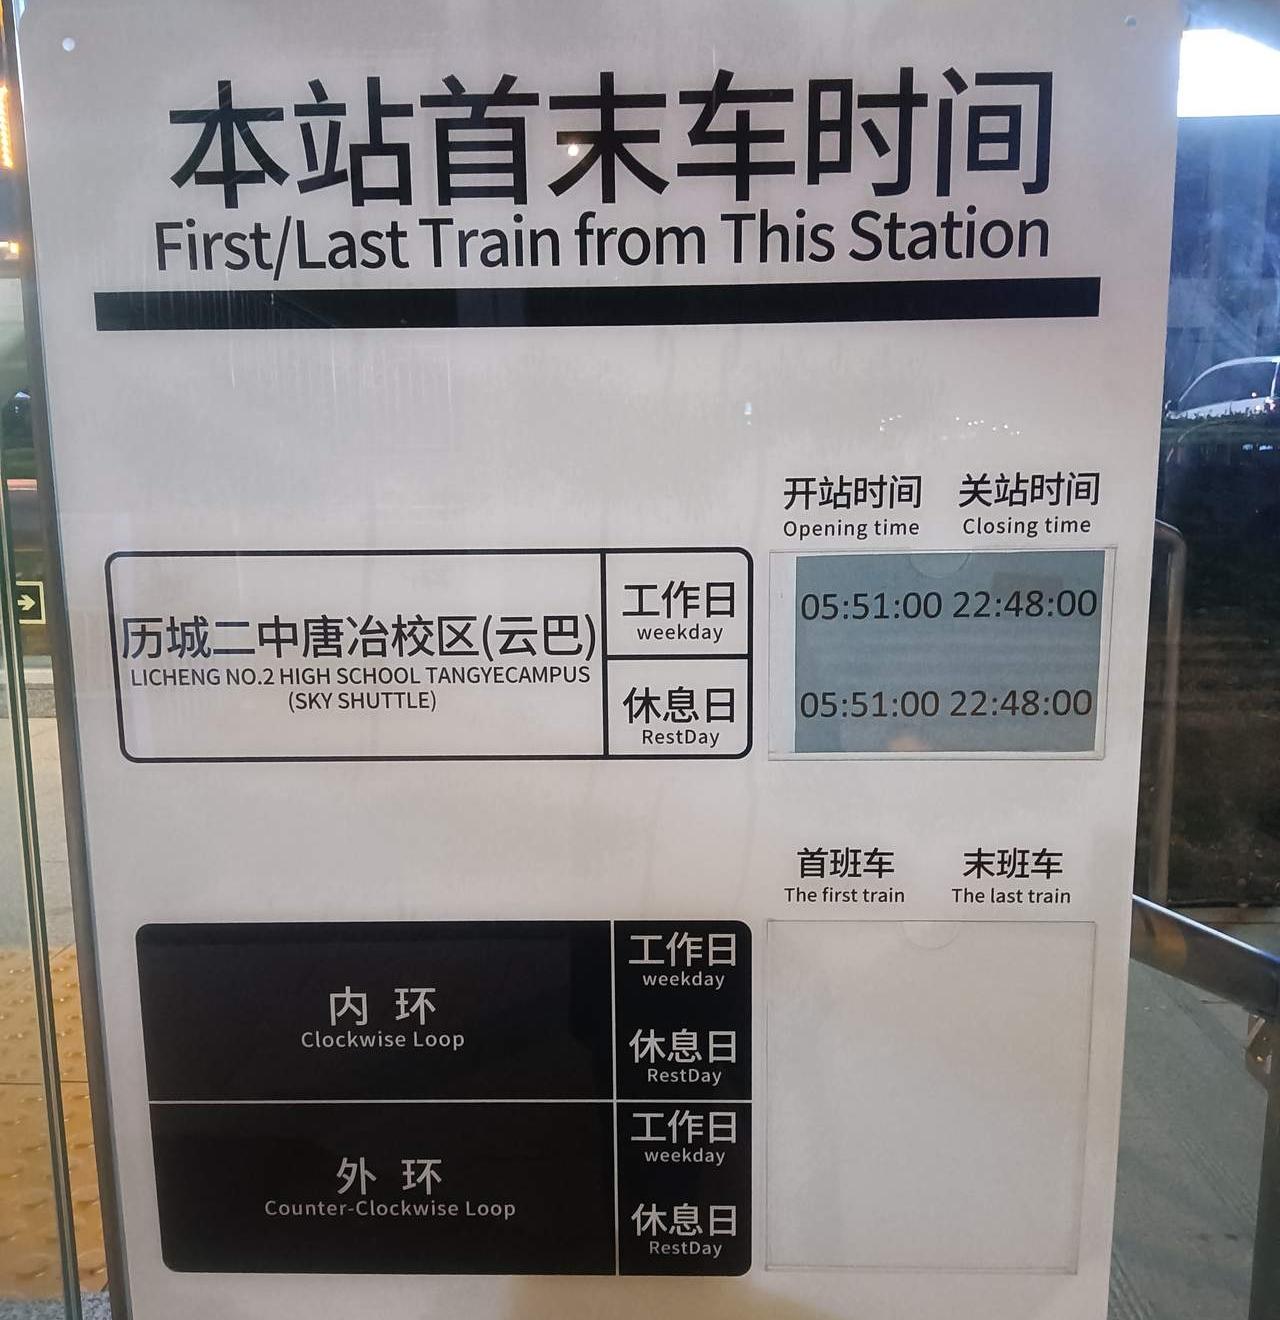 本站首末车时间
First/Last Train from This Station
开站时间 关站时间
Opening time Closing time
历城二中唐冶校区(云巴)
LICHENG NO.2 HIGH SCHOOL TANGYECAMPUS
(SKY SHUTTLE)
工作日
weekday
05:51:00 22:48:00
休息日
RestDay
05:51:00 22:48:00
首班车 末班车
The first train The last train
内 环
Clockwise Loop
工作日
weekday
休息日
RestDay
外 环
Counter-Clockwise Loop
工作日
weekday
休息日
RestDay